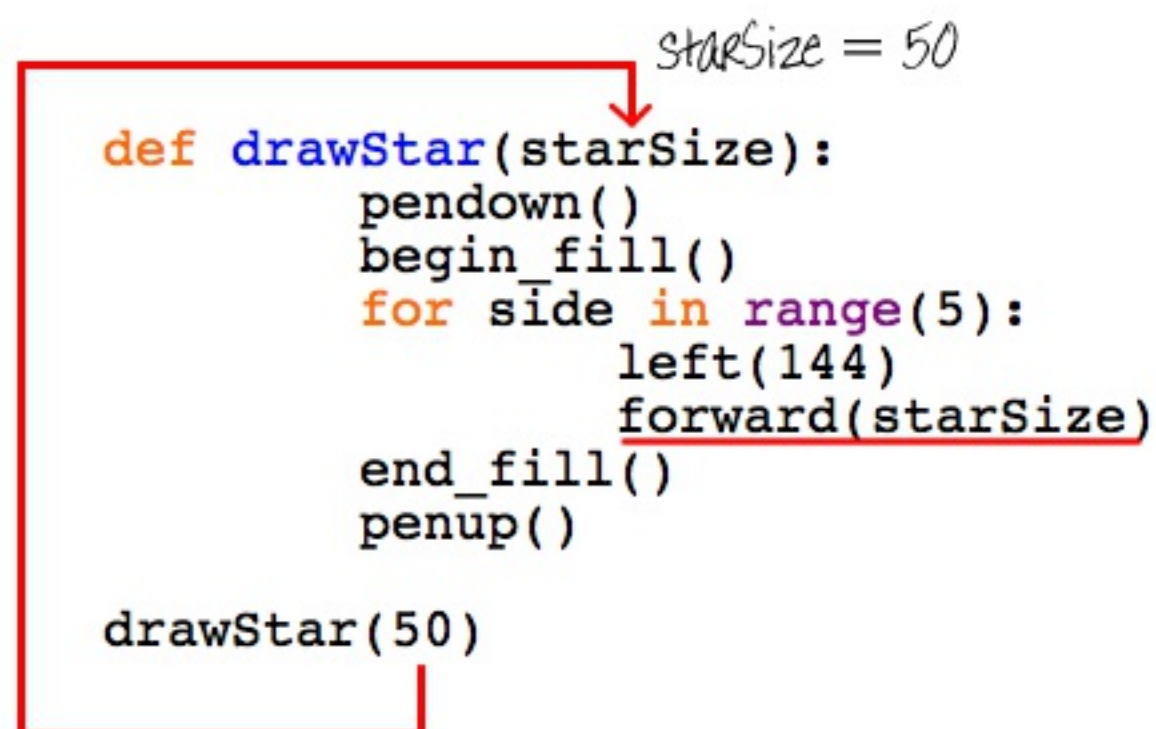 starSize = 50
def drawStar(starSize):
pendown()
begin_fill()
for side in range(5):
left(144)
forward(starSize)
end_fill()
penup()
drawStar(50)